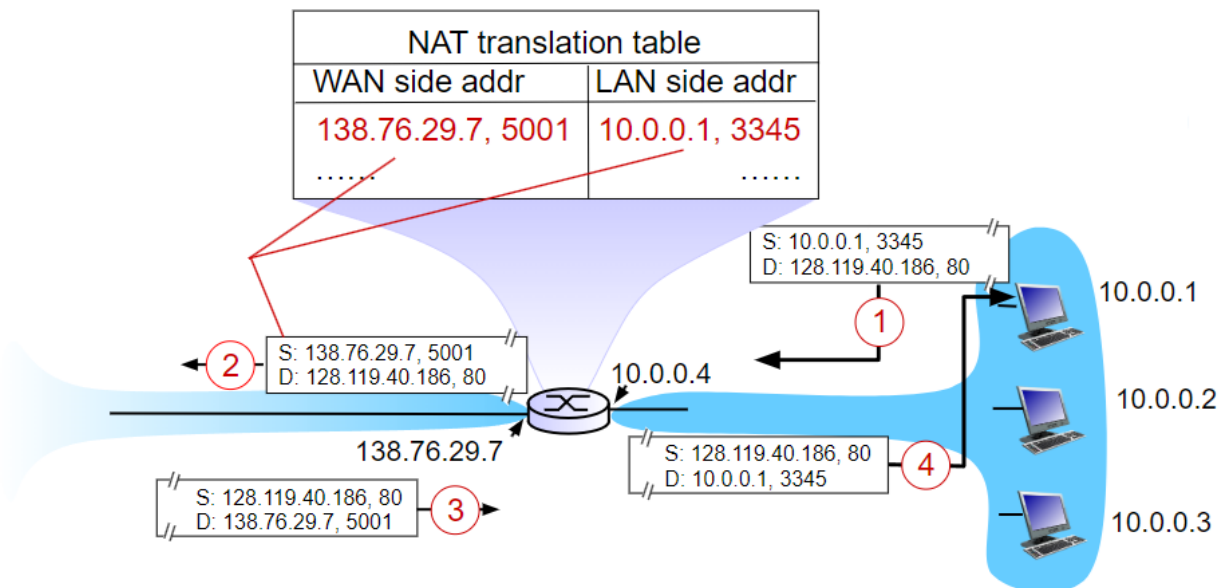 NAT translation table
WAN side addr LAN side addr
138.76.29.7, 5001 10.0.0.1, 3345
...... ......
S: 10.0.0.1, 3345
D: 128.119.40.186, 80
10.0.0.1
1
2
S: 138.76.29.7, 5001
D: 128.119.40.186, 80
10.0.0.4
10.0.0.2
138.76.29.7
S: 128.119.40.186, 80
D: 10.0.0.1, 3345
4
S: 128.119.40.186, 80
D: 138.76.29.7, 5001
3
10.0.0.3